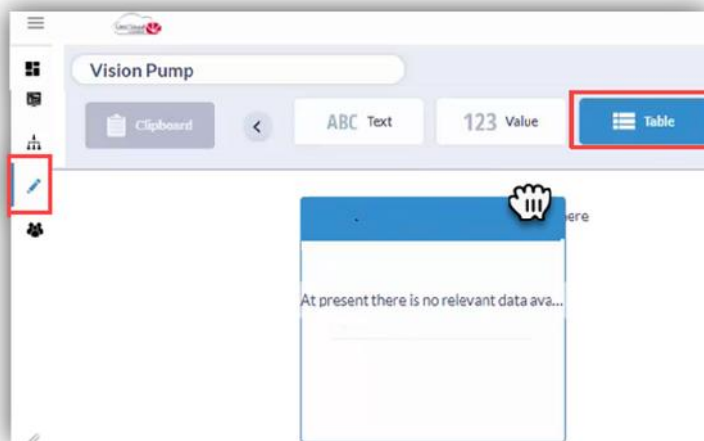 Vision Pump
Clipboard
ABC Text
123 Value
Table
ere
At present there is no relevant data ava...